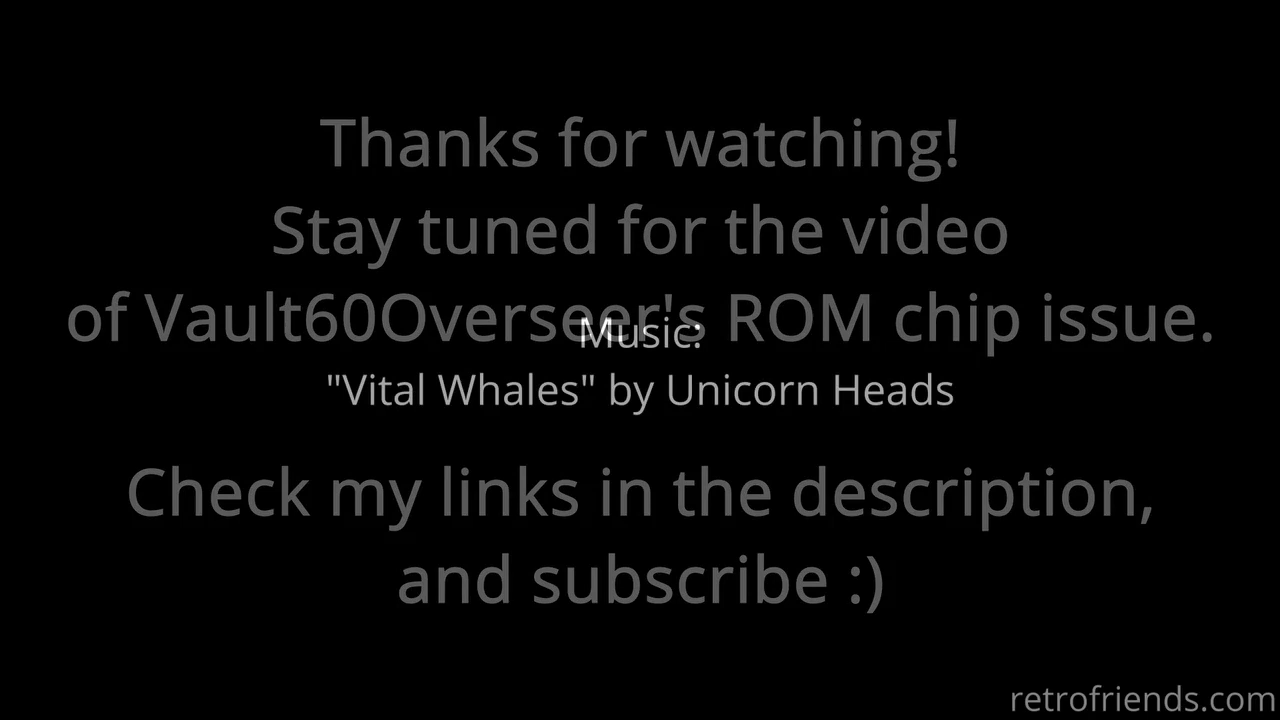 Thanks for watching!
Stay tuned for the video
of Vault60Overseer's ROM chip issue.
Music:
"Vital Whales" by Unicorn Heads
Check my links in the description,
and subscribe :)
retrofriends.com